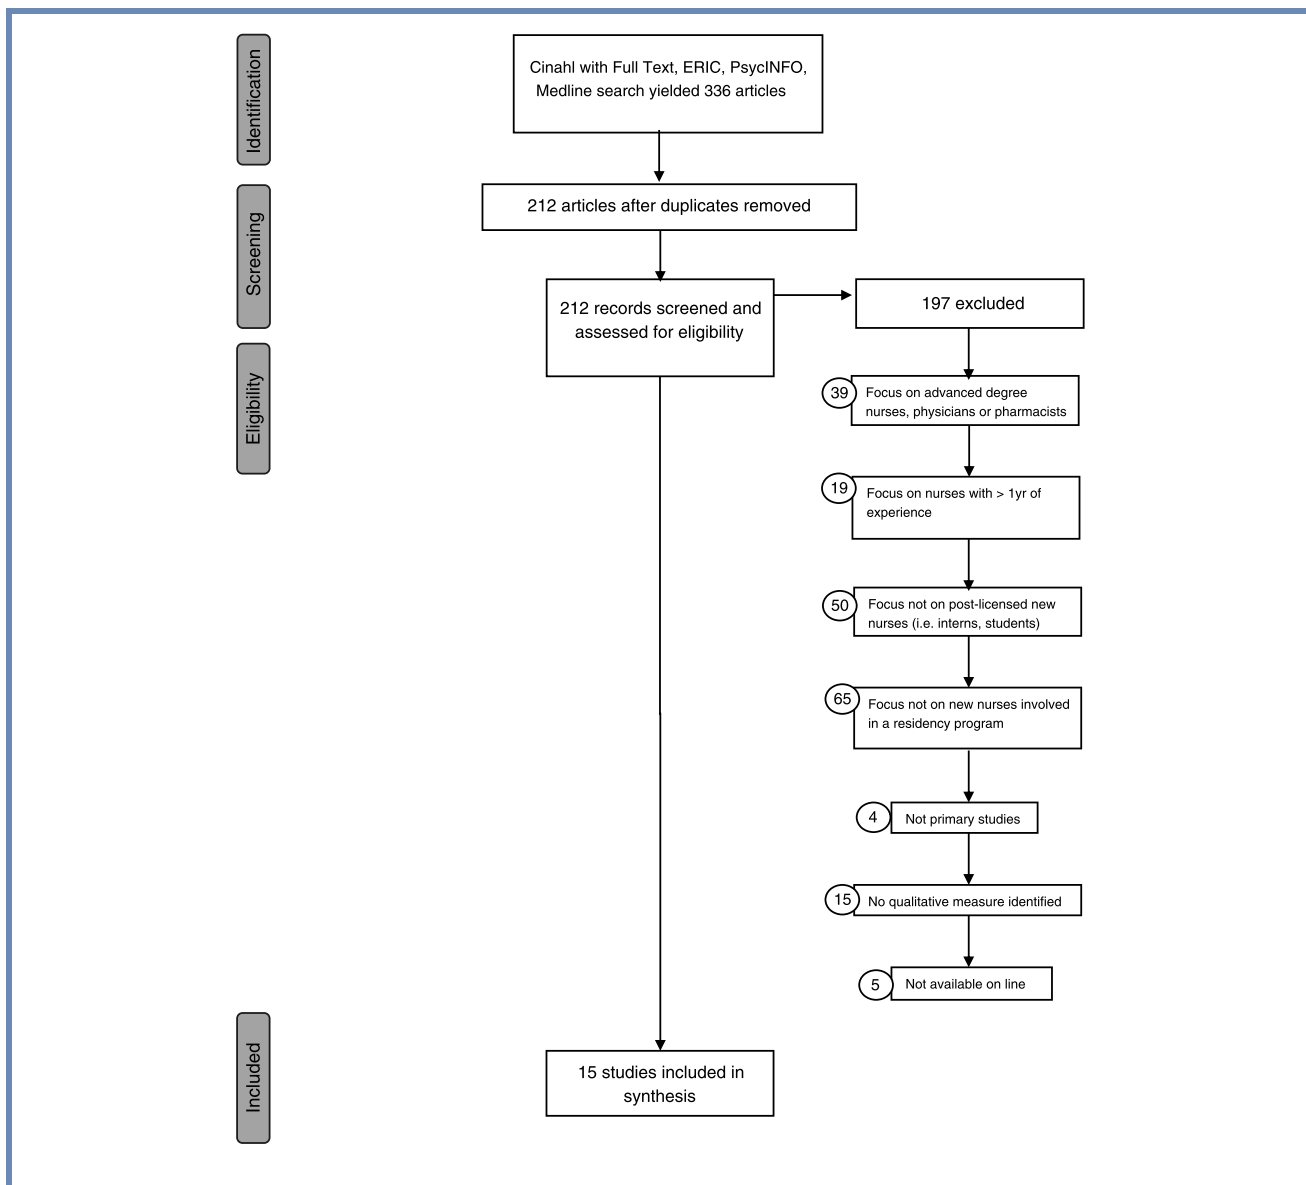 Identification
Cinahl with Full Text, ERIC, PsycINFO,
Medline search yielded 336 articles
Screening
212 articles after duplicates removed
212 records screened and
assessed for eligibility
197 excluded
Eligibility
39
Focus on advanced degree
nurses, physicians or pharmacists
19
Focus on nurses with > 1yr of
experience
50
Focus not on post-licensed new
nurses (i.e. interns, students)
65
Focus not on new nurses involved
in a residency program
4
Not primary studies
15
No qualitative measure identified
5
Not available on line
Included
15 studies included in
synthesis